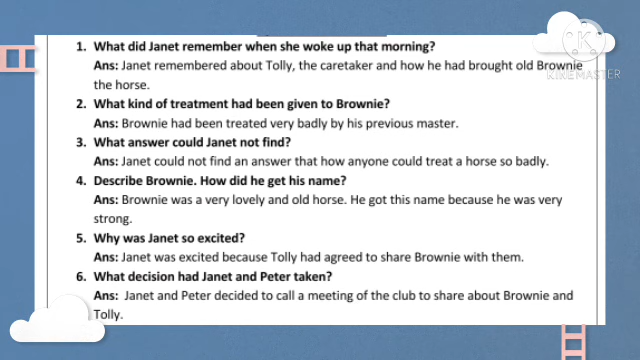 1. What did Janet remember when she woke up that morning?
Ans: Janet remembered about Tolly, the caretaker and how he had brought old Brownie
the horse.
2. What kind of treatment had been given to Brownie?
Ans: Brownie had been treated very badly by his previous master.
3. What answer could Janet not find?
Ans: Janet could not find an answer that how anyone could treat a horse so badly.
4. Describe Brownie. How did he get his name?
Ans: Brownie was a very lovely and old horse. He got this name because he was very
strong.
5. Why was Janet so excited?
Ans: Janet was excited because Tolly had agreed to share Brownie with them.
6. What decision had Janet and Peter taken?
Ans: Janet and Peter decided to call a meeting of the club to share about Brownie and
Tolly.
K
KINEMASTER